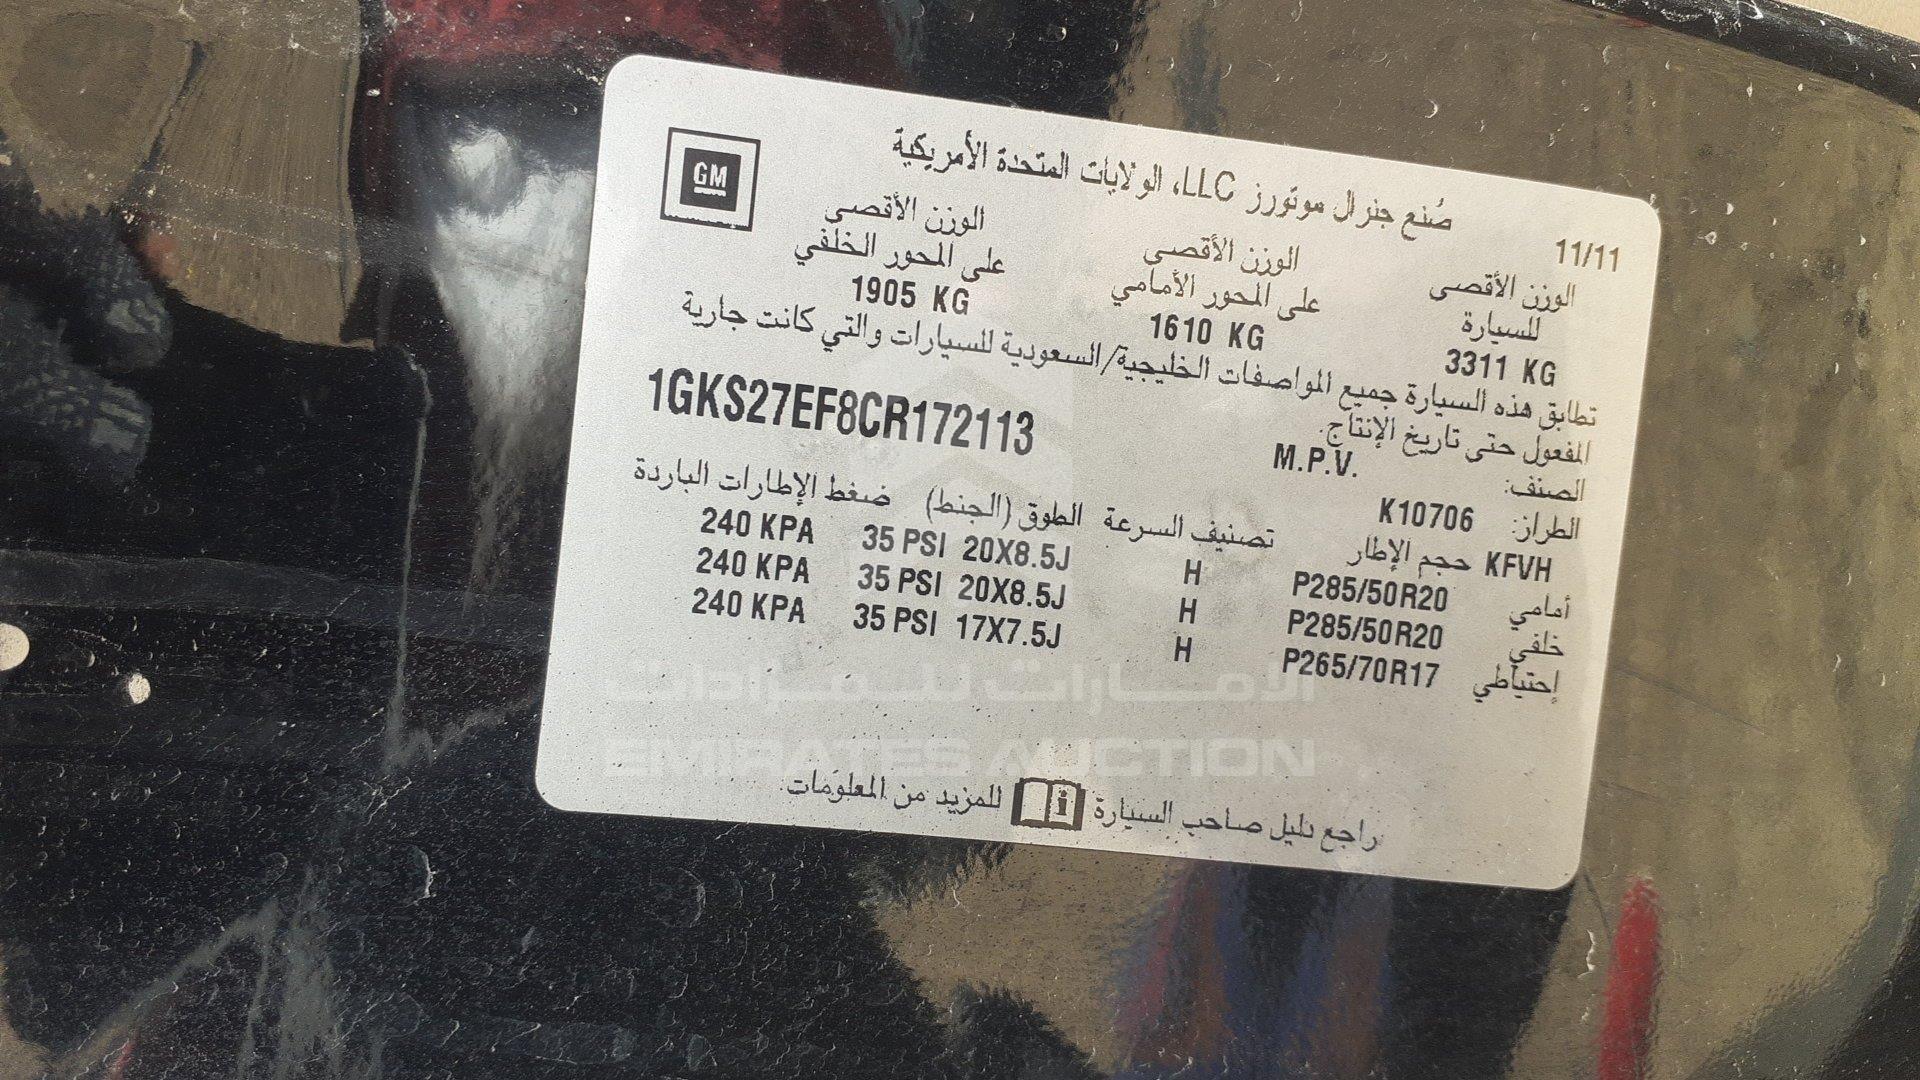 GM
صُنع جنرال موتورز LLC، الولايات المتحدة الأمريكية
11/11
الوزن الأقصى للسيارة
3311 KG
الوزن الأقصى على المحور الأمامي
1610 KG
الوزن الأقصى على المحور الخلفي
1905 KG
تطابق هذه السيارة جميع المواصفات الخليجية/السعودية للسيارات والتي كانت جارية
المفعول حتى تاريخ الإنتاج.
1GKS27EF8CR172113
الصنف: M.P.V.
الطراز: K10706
KFVH حجم الإطار تصنيف السرعة الطوق (الجنط) ضغط الإطارات الباردة
أمامي P285/50R20 H 20X8.5J 35 PSI 240 KPA
خلفي P285/50R20 H 20X8.5J 35 PSI 240 KPA
إحتياطي P265/70R17 H 17X7.5J 35 PSI 240 KPA
الامارات للمزادات
EMIRATES AUCTION
راجع دليل صاحب السيارة للمزيد من المعلومات.